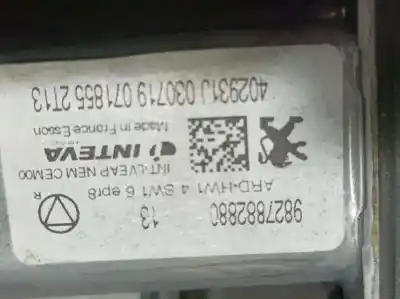 9827882880
13
R
ARD-HW1 4 SW1 6 epr8
INT-LVEAP NEM CEM00
INTEVA
Made in France Esson
402931J 030719 071855 2T13